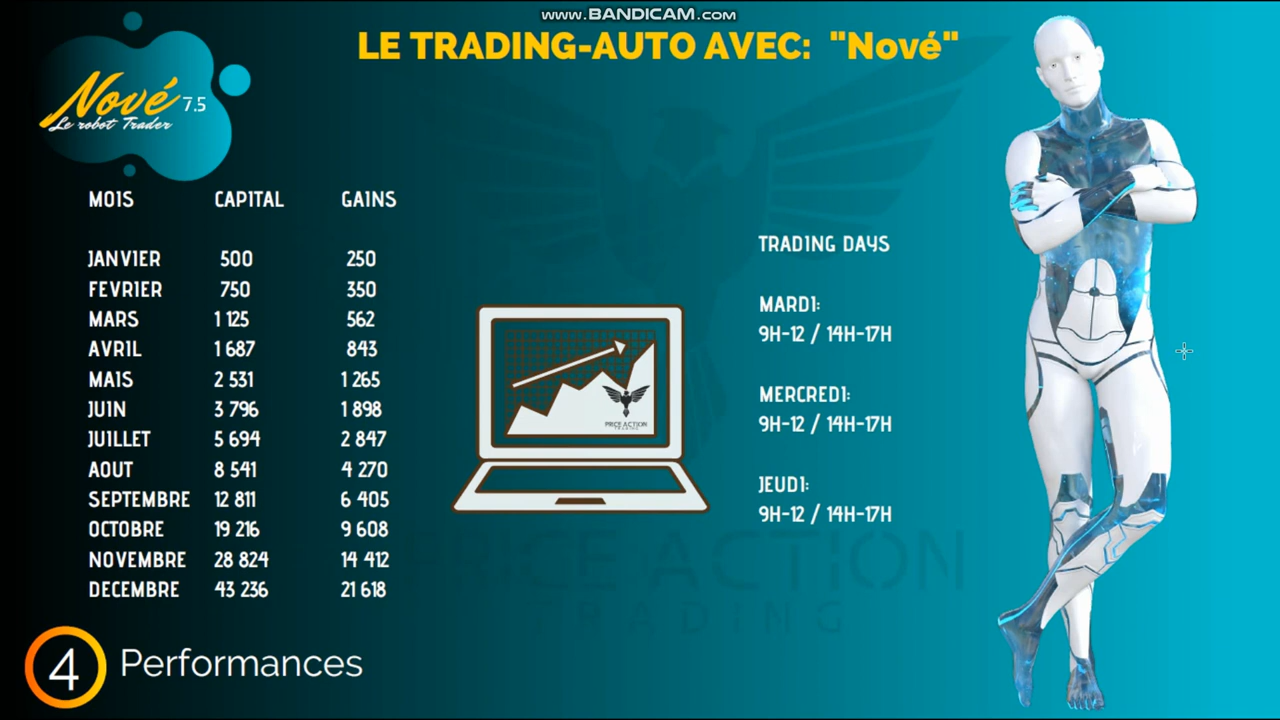 www.BANDICAM.com
LE TRADING-AUTO AVEC: "Nové"
Nové 7.5
Le robot Trader
MOIS CAPITAL GAINS
JANVIER 500 250
FEVRIER 750 350
MARS 1 125 562
AVRIL 1 687 843
MAIS 2 531 1 265
JUIN 3 796 1 898
JUILLET 5 694 2 847
AOUT 8 541 4 270
SEPTEMBRE 12 811 6 405
OCTOBRE 19 216 9 608
NOVEMBRE 28 824 14 412
DECEMBRE 43 236 21 618
PRICE ACTION
TRADING
TRADING DAYS
MARDI:
9H-12 / 14H-17H
MERCREDI:
9H-12 / 14H-17H
JEUDI:
9H-12 / 14H-17H
PRICE ACTION
TRADING
4 Performances